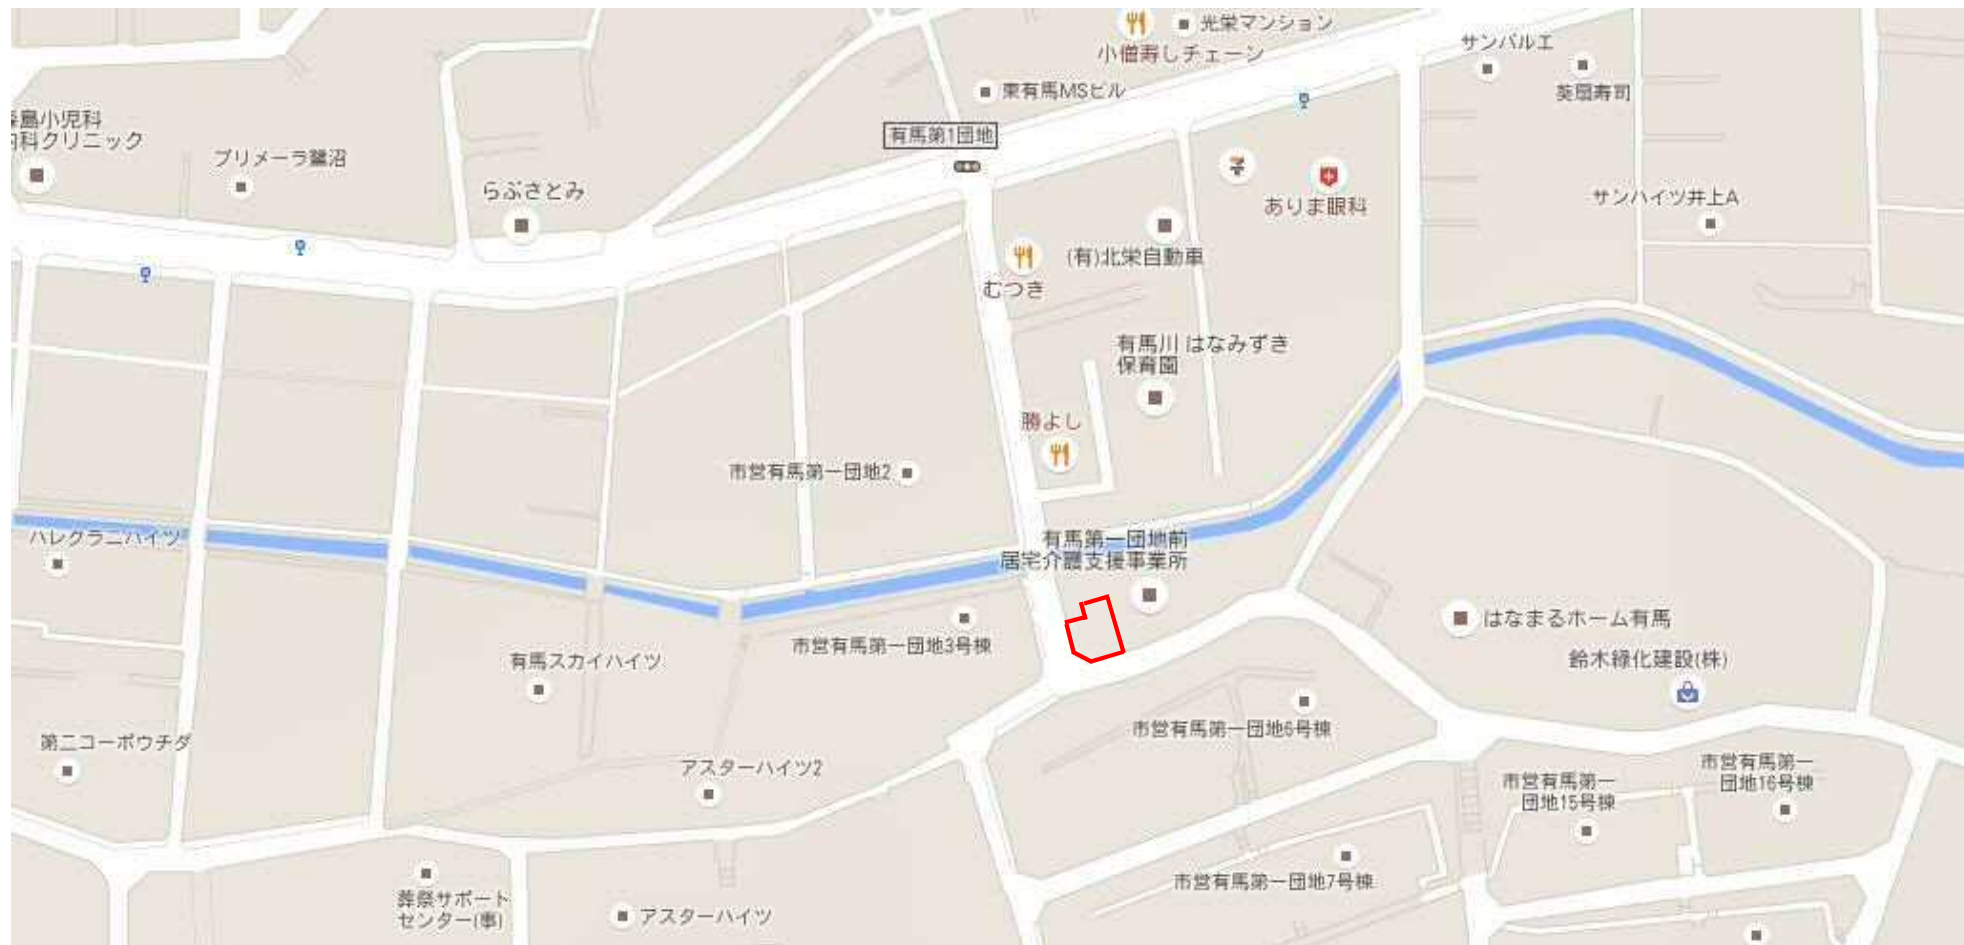 光栄マンション
小僧寿しチェーン
サンパルエ
東有馬MSビル
葵扇寿司
島小児科
科クリニック
有馬第1団地
プリメーラ鷺沼
らぷさとみ
ありま眼科
サンハイツ井上A
(有)北栄自動車
むつき
有馬川 はなみずき
保育園
勝よし
市営有馬第一団地2
ハレクラニハイツ
有馬第一団地前
居宅介護支援事業所
はなまるホーム有馬
市営有馬第一団地3号棟
有馬スカイハイツ
鈴木緑化建設(株)
市営有馬第一団地6号棟
第二コーポウチダ
アスターハイツ2
市営有馬第一
団地16号棟
市営有馬第一
団地15号棟
市営有馬第一団地7号棟
葬祭サポート
センター(事)
アスターハイツ